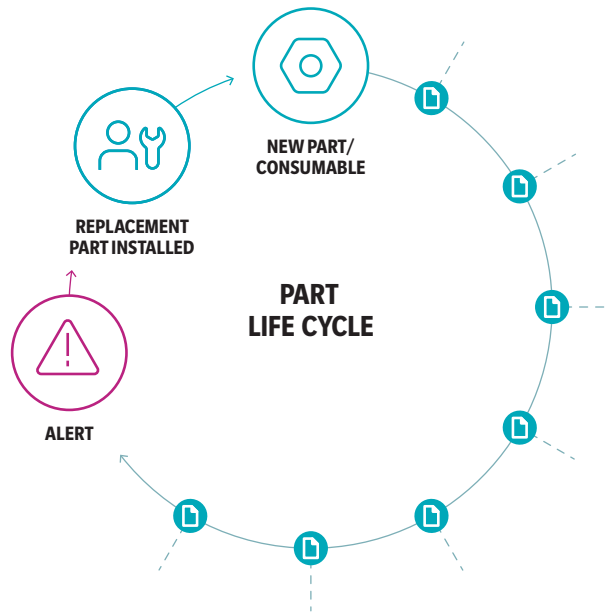 NEW PART/
CONSUMABLE
REPLACEMENT
PART INSTALLED
PART
LIFE CYCLE
ALERT